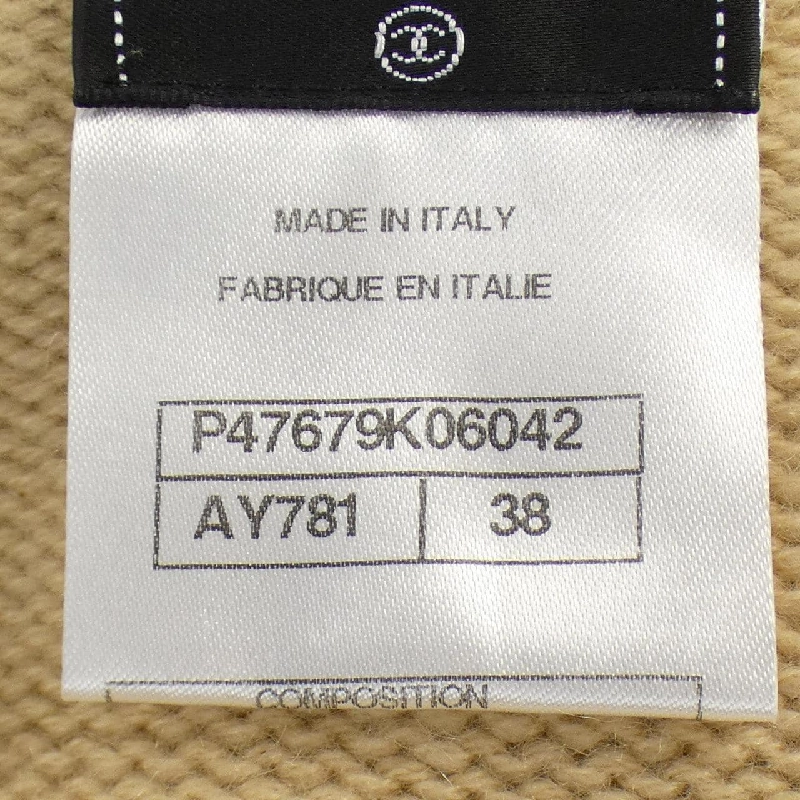 MADE IN ITALY
FABRIQUE EN ITALIE
P47679K06042
AY781 38
COMPOSITION